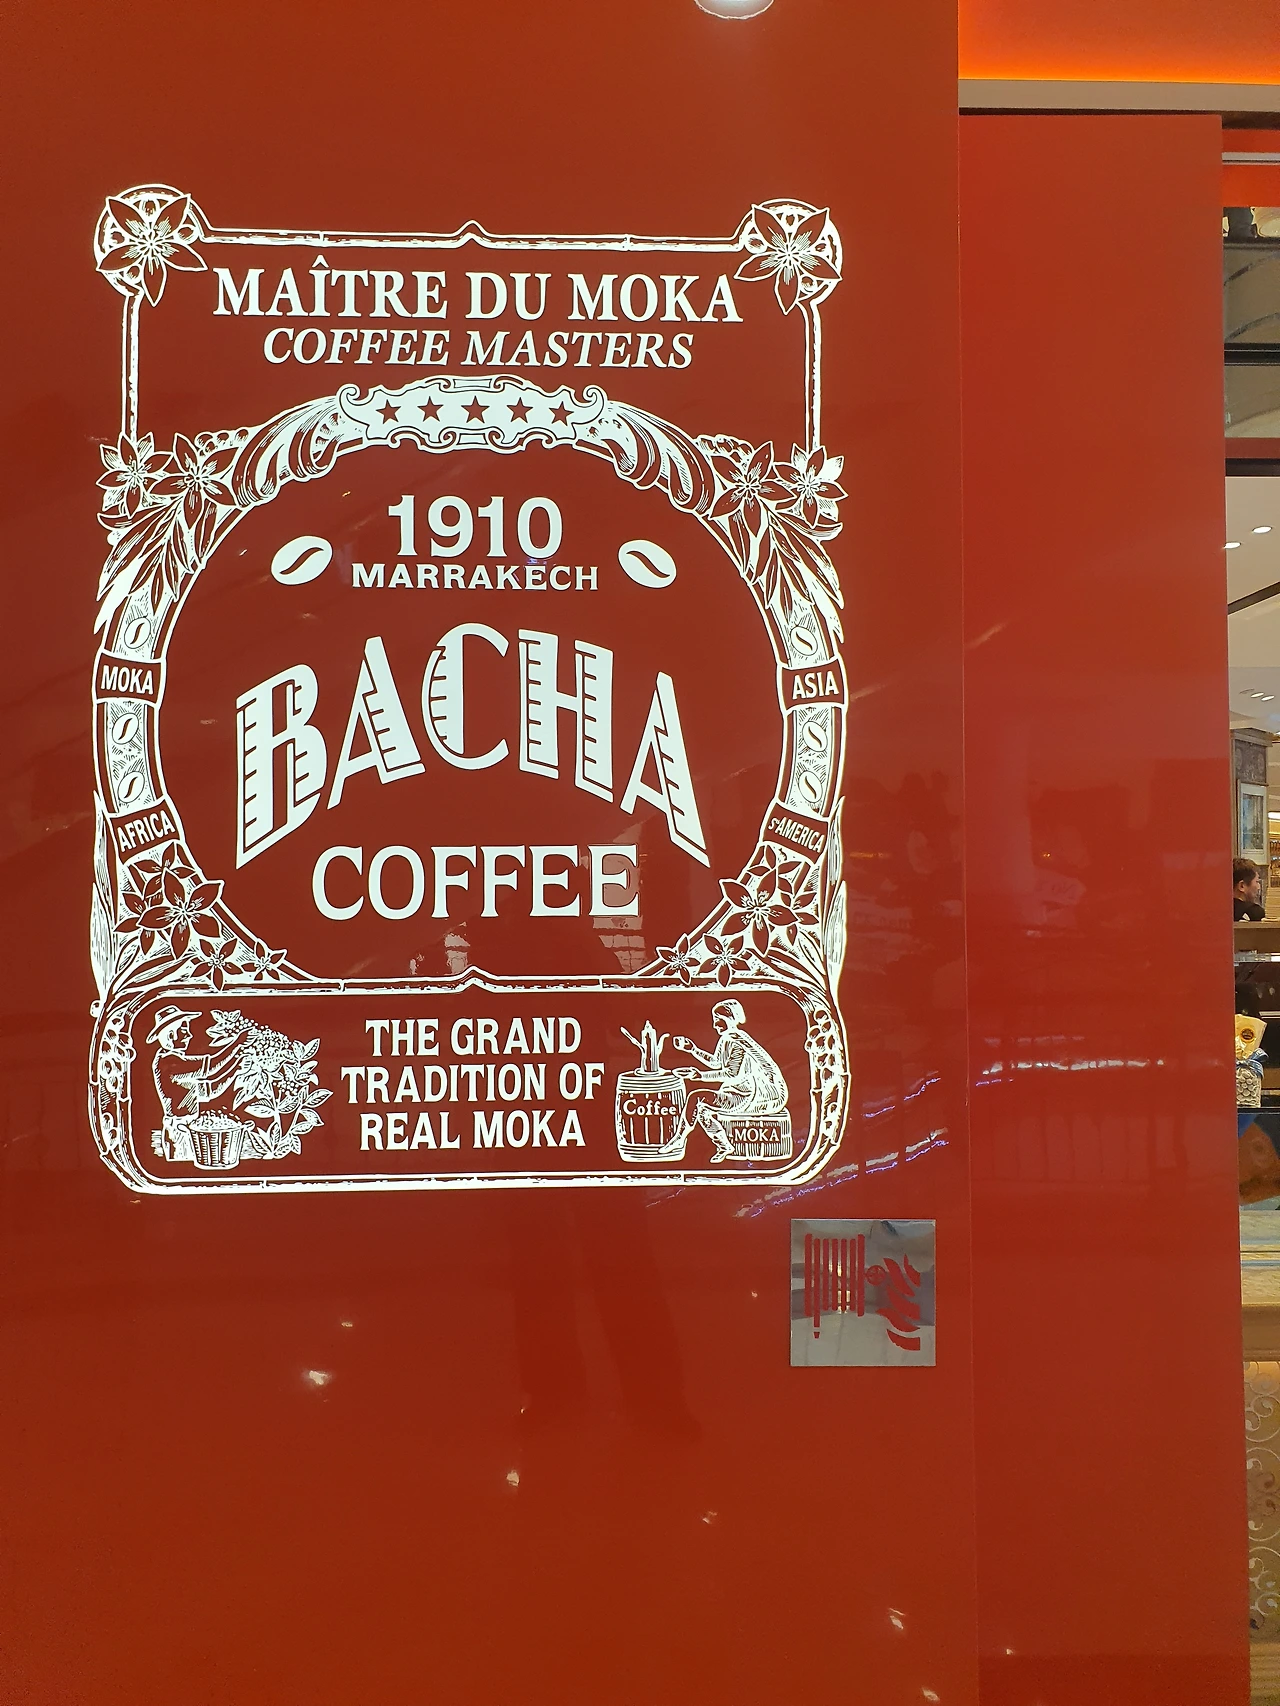 MAÎTRE DU MOKA
COFFEE MASTERS
1910
MARRAKECH
BACHA
COFFEE
MOKA
ASIA
AFRICA
S-AMERICA
THE GRAND
TRADITION OF
REAL MOKA
Coffee
MOKA